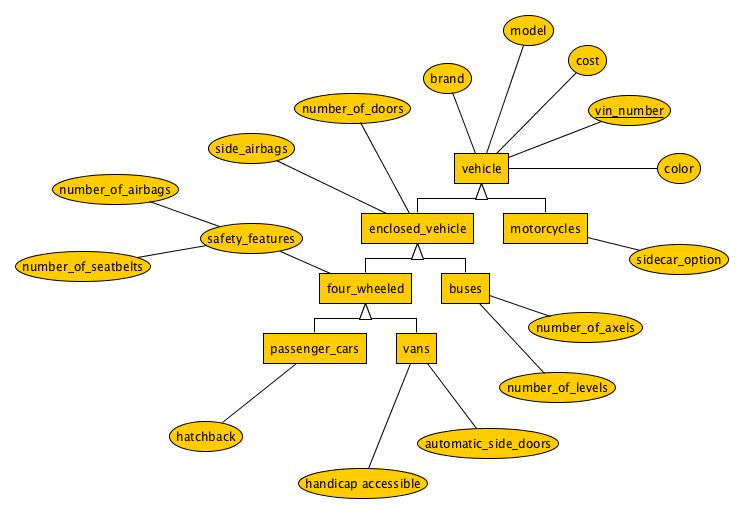 model
cost
brand
number_of_doors
vin_number
side_airbags
vehicle
color
number_of_airbags
enclosed_vehicle
motorcycles
safety_features
sidecar_option
number_of_seatbelts
four_wheeled
buses
number_of_axels
passenger_cars
vans
number_of_levels
hatchback
automatic_side_doors
handicap accessible